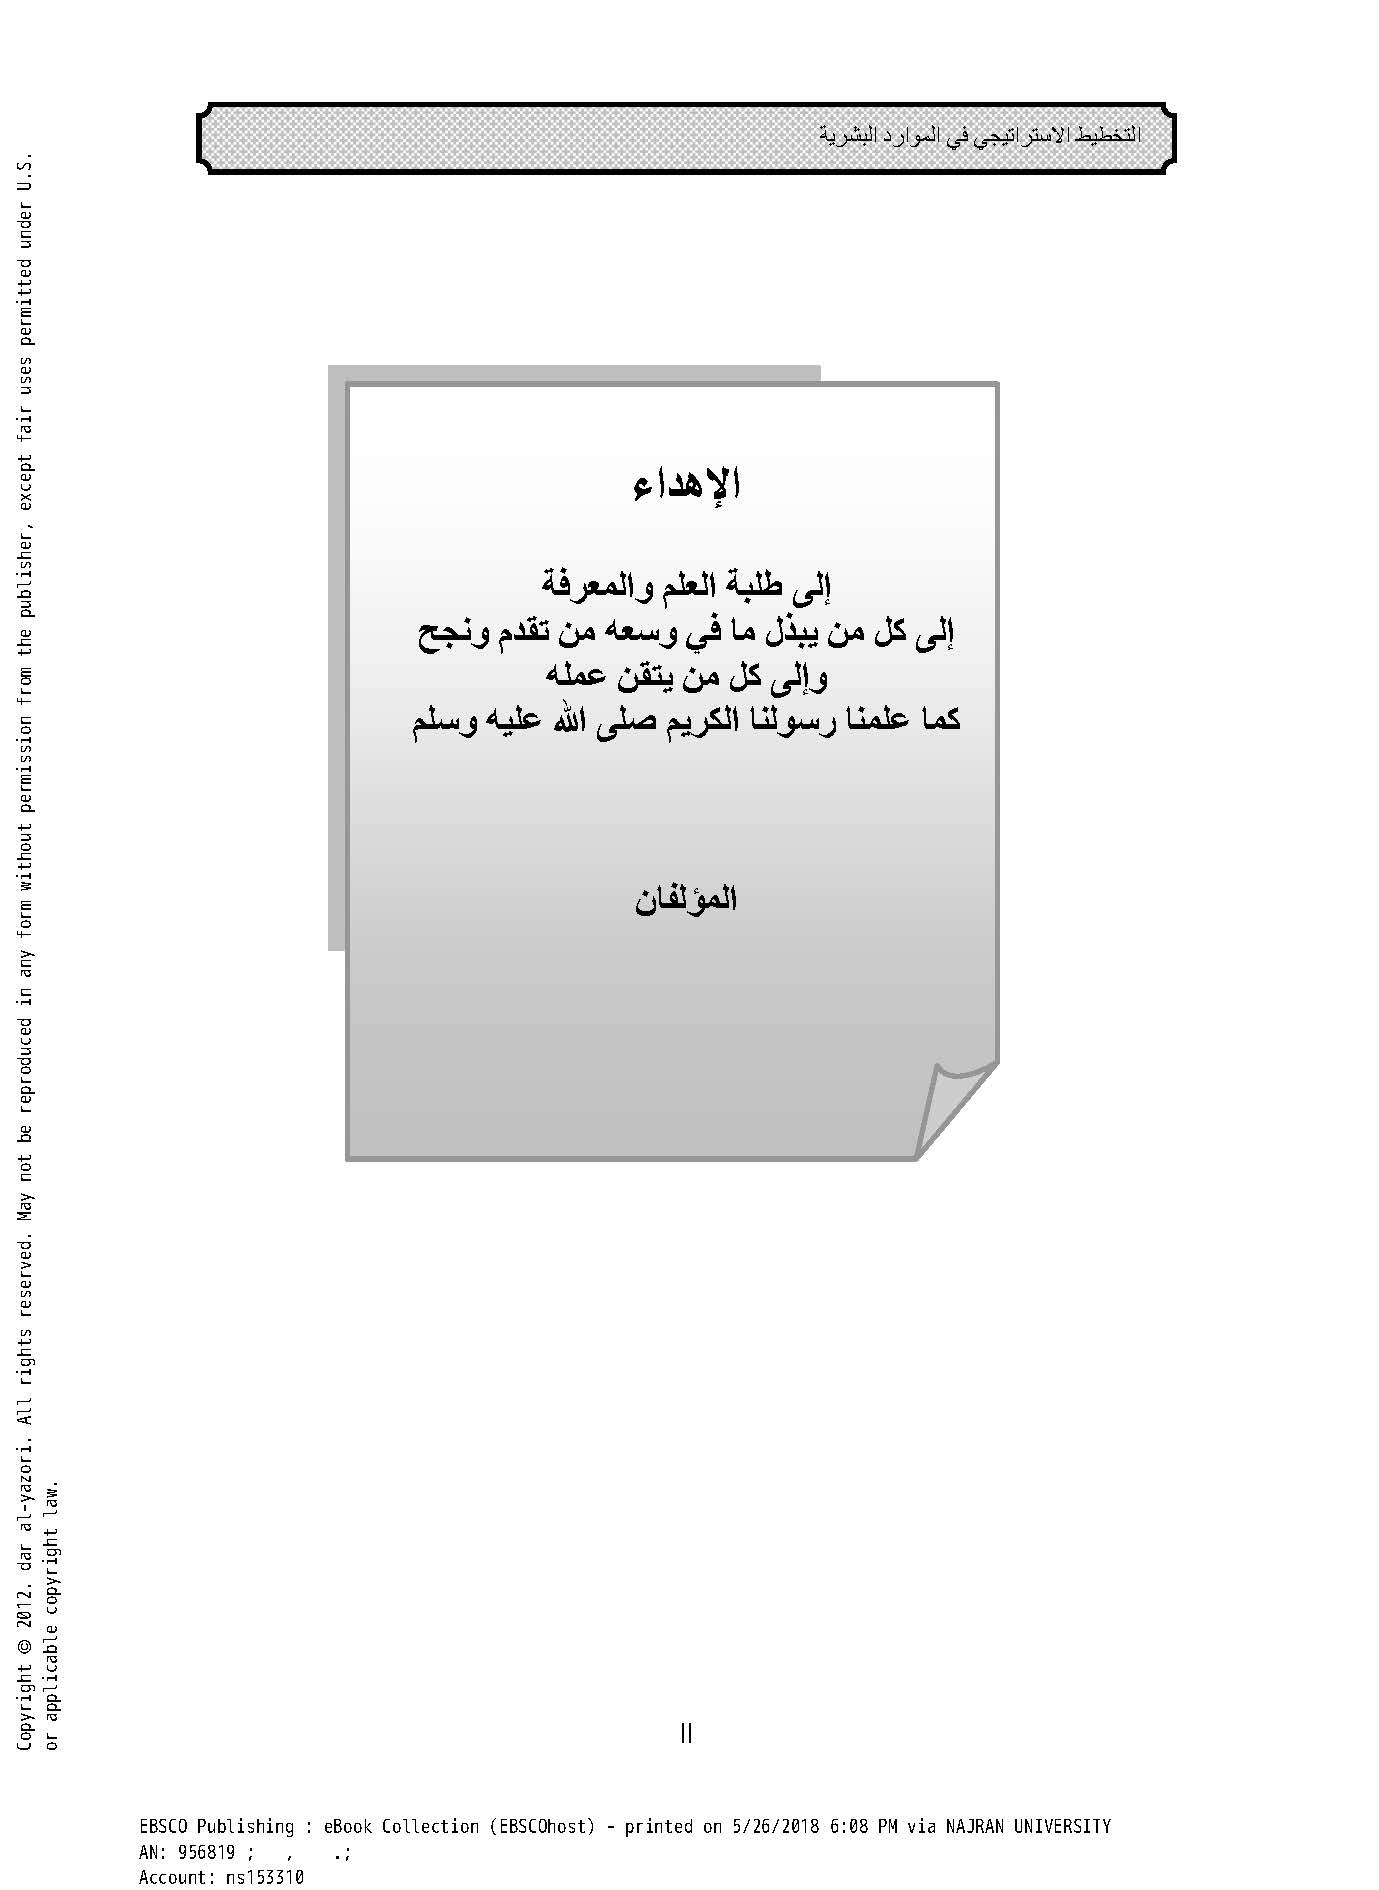 التخطيط الاستراتيجي في الموارد البشرية
الإهداء
إلى طلبة العلم والمعرفة
إلى كل من يبذل ما في وسعه من تقدم ونجح
وإلى كل من يتقن عمله
كما علمنا رسولنا الكريم صلى الله عليه وسلم
المؤلفان
II
Copyright © 2012. dar al-yazori. All rights reserved. May not be reproduced in any form without permission from the publisher, except fair uses permitted under U.S.
or applicable copyright law.
EBSCO Publishing : eBook Collection (EBSCOhost) - printed on 5/26/2018 6:08 PM via NAJRAN UNIVERSITY
AN: 956819 ; , .;
Account: ns153310